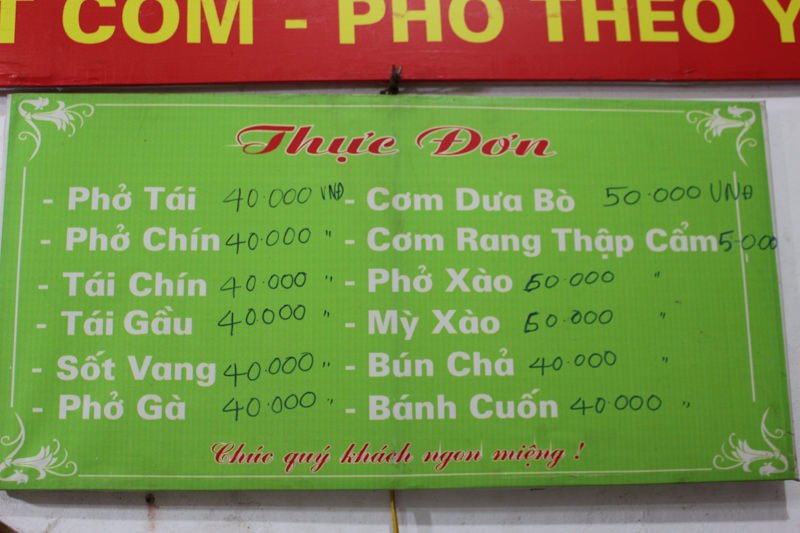 T CƠM - PHỞ THEO Y
Thực Đơn
- Phở Tái 40.000 VNĐ
- Phở Chín 40.000 "
- Tái Chín 40.000 "
- Tái Gầu 40000 "
- Sốt Vang 40.000 "
- Phở Gà 40.000 "
- Cơm Dưa Bò 50.000 VNĐ
- Cơm Rang Thập Cẩm 5.000
- Phở Xào 50.000 "
- Mỳ Xào 50.000 "
- Bún Chả 40.000 "
- Bánh Cuốn 40.000 "
Chúc quý khách ngon miệng !